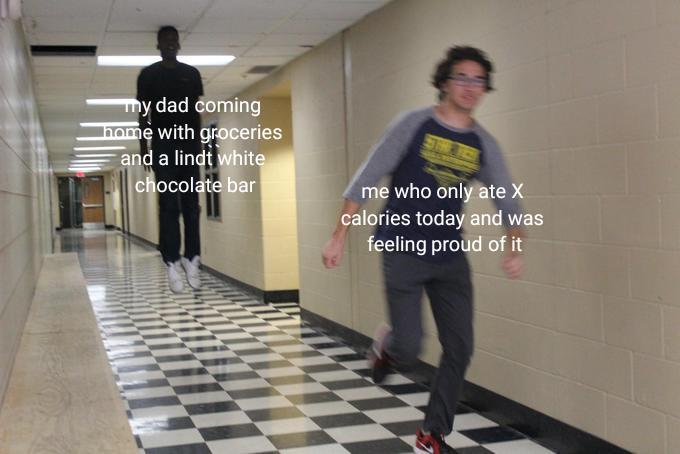 my dad coming
home with groceries
and a lindt white
chocolate bar
me who only ate X
calories today and was
feeling proud of it